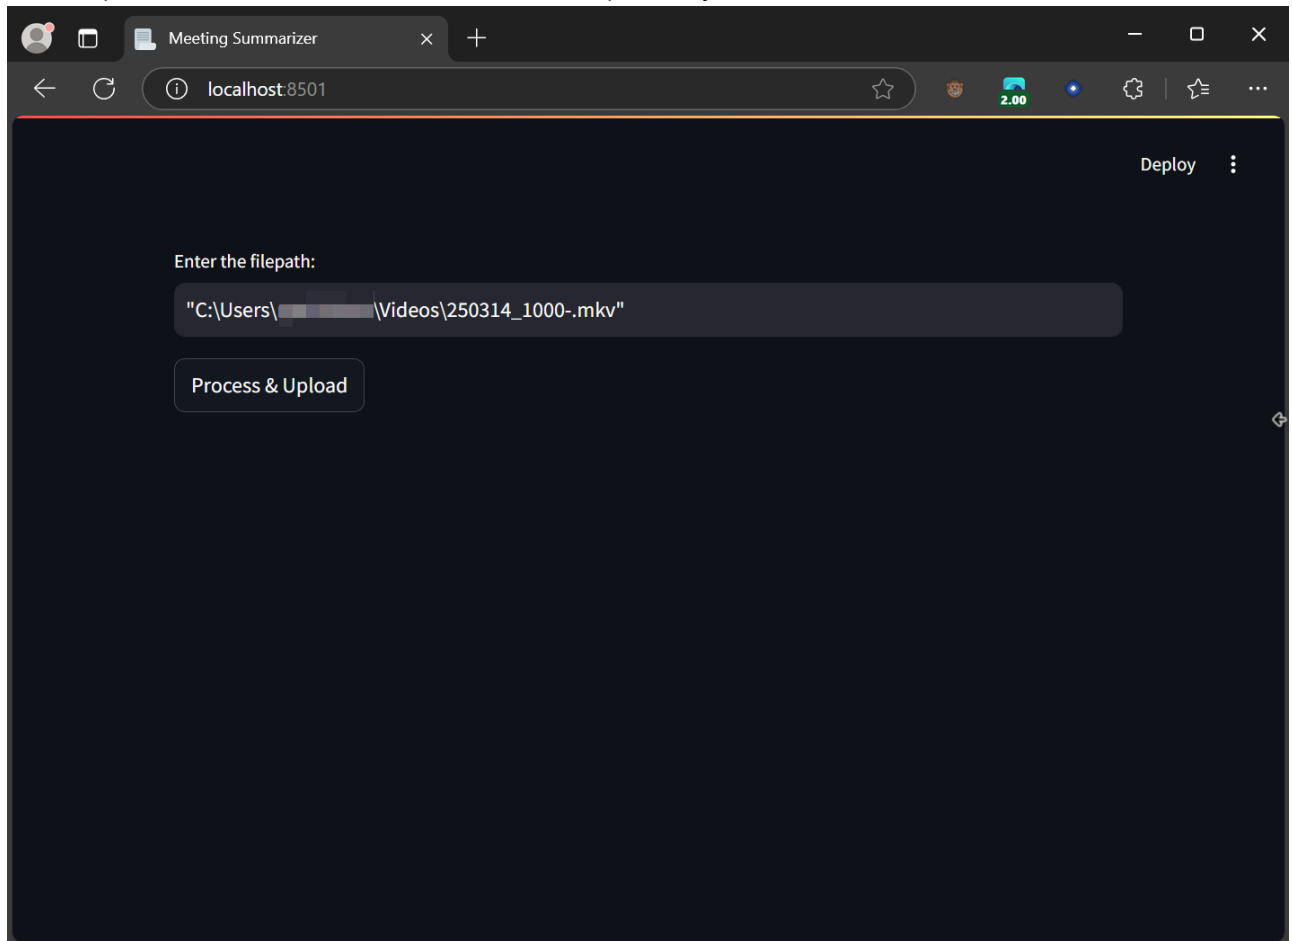 Meeting Summarizer
localhost:8501
2.00
Deploy
Enter the filepath:
"C:\Users\ \Videos\250314_1000-.mkv"
Process & Upload